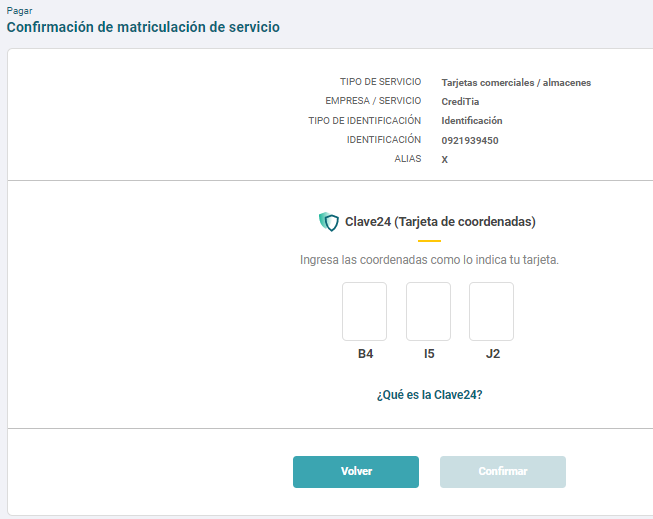 Pagar
Confirmación de matriculación de servicio
TIPO DE SERVICIO Tarjetas comerciales / almacenes
EMPRESA / SERVICIO CrediTia
TIPO DE IDENTIFICACIÓN Identificación
IDENTIFICACIÓN 0921939450
ALIAS X
Clave24 (Tarjeta de coordenadas)
Ingresa las coordenadas como lo indica tu tarjeta.
B4 I5 J2
¿Qué es la Clave24?
Volver Confirmar